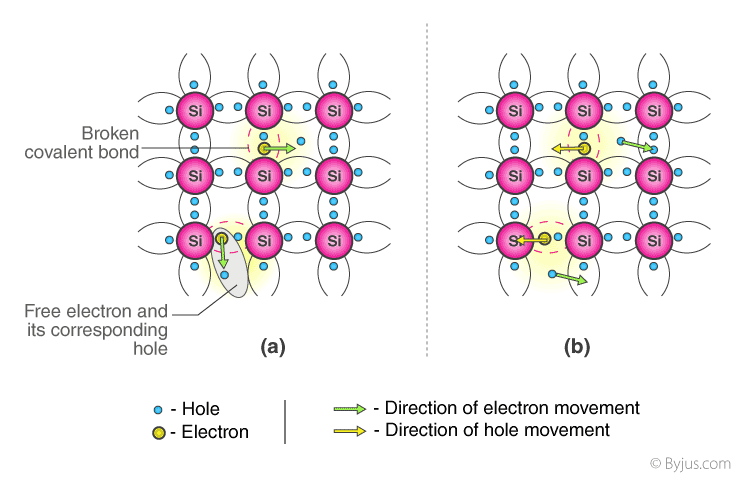 Si Si Si Si Si Si
Broken
covalent bond
Si Si Si Si Si Si
Si Si Si Si Si Si
Free electron and
its corresponding
hole
(a) (b)
- Hole - Direction of electron movement
- Electron - Direction of hole movement
© Byjus.com